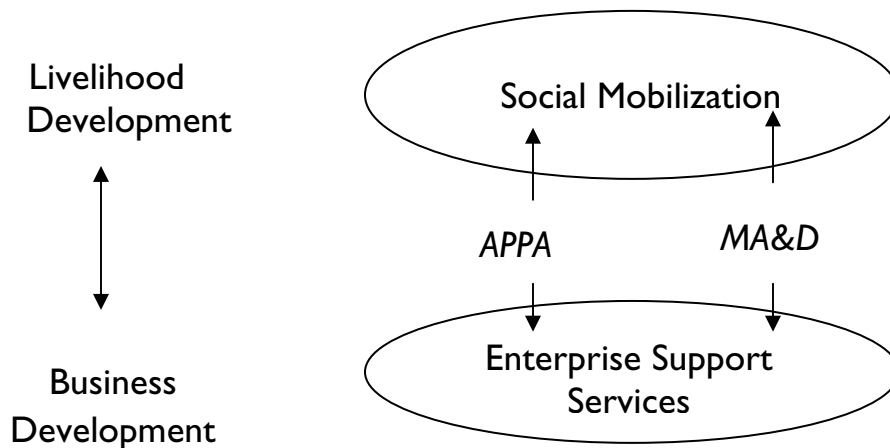 Livelihood
Development
Social Mobilization
APPA
MA&D
Enterprise Support
Services
Business
Development